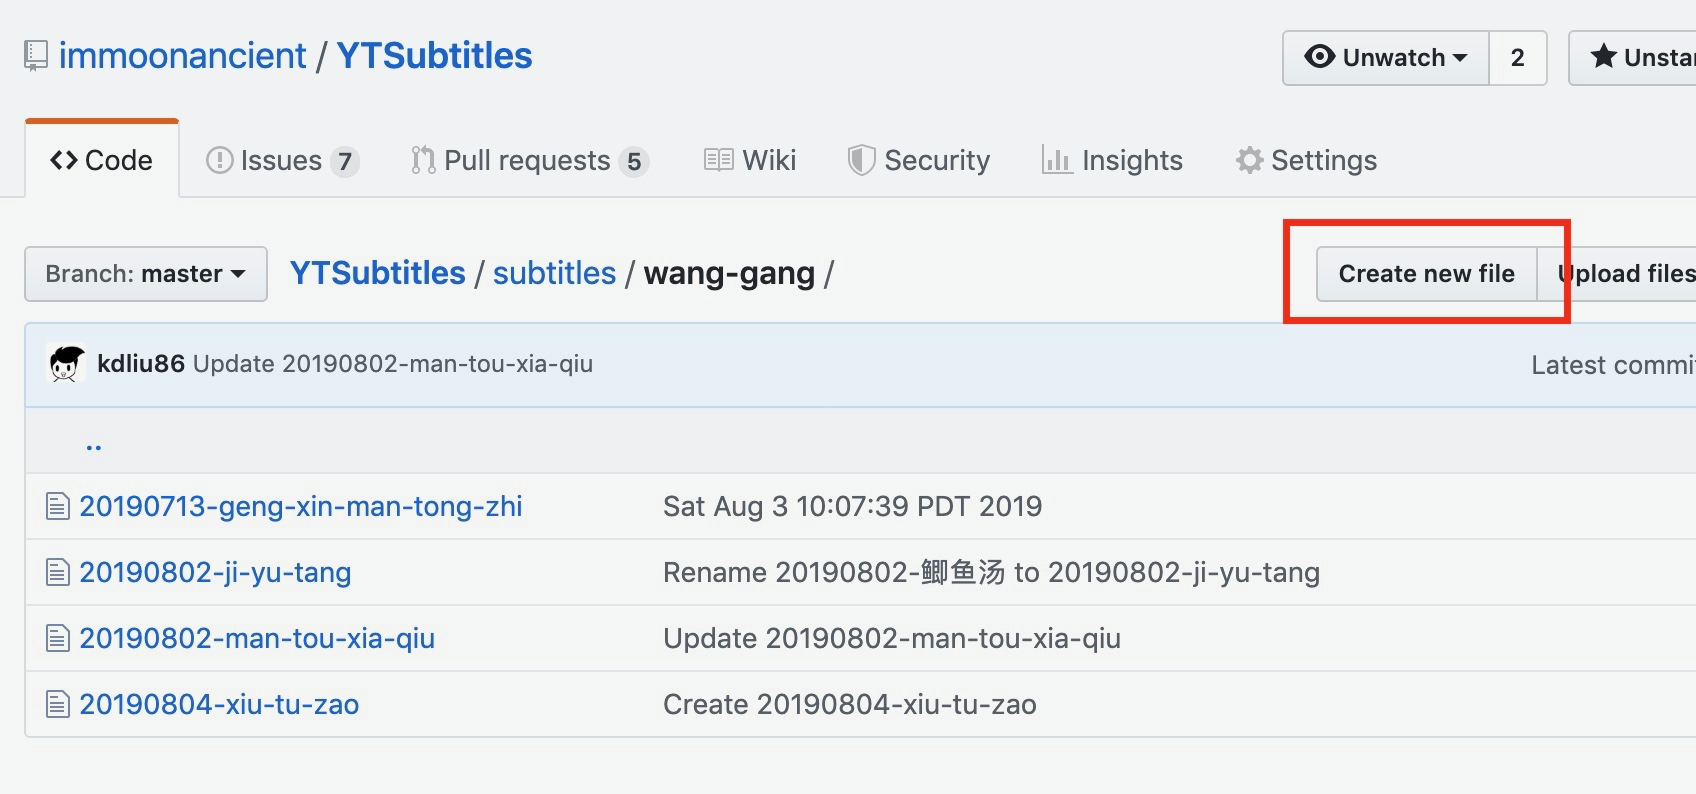 immoonancient / YTSubtitles Unwatch 2
Code Issues 7 Pull requests 5 Wiki Security Insights Settings
Branch: master YTSubtitles / subtitles / wang-gang / Create new file Upload files
kdliu86 Update 20190802-man-tou-xia-qiu Latest
..
20190713-geng-xin-man-tong-zhi Sat Aug 3 10:07:39 PDT 2019
20190802-ji-yu-tang Rename 20190802-鲫鱼汤 to 20190802-ji-yu-tang
20190802-man-tou-xia-qiu Update 20190802-man-tou-xia-qiu
20190804-xiu-tu-zao Create 20190804-xiu-tu-zao